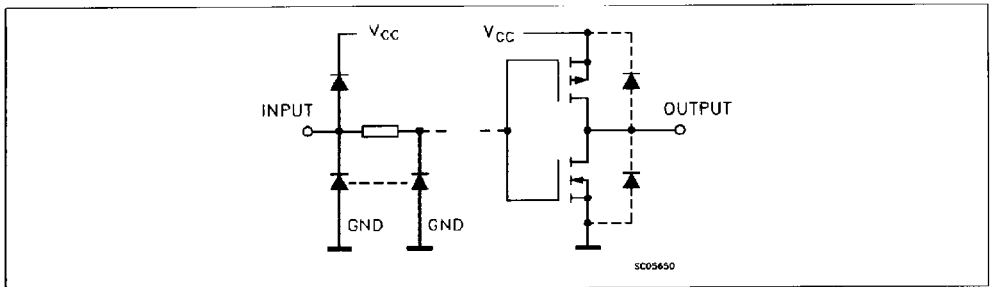 VCC
VCC
INPUT
OUTPUT
GND
GND
SC05650